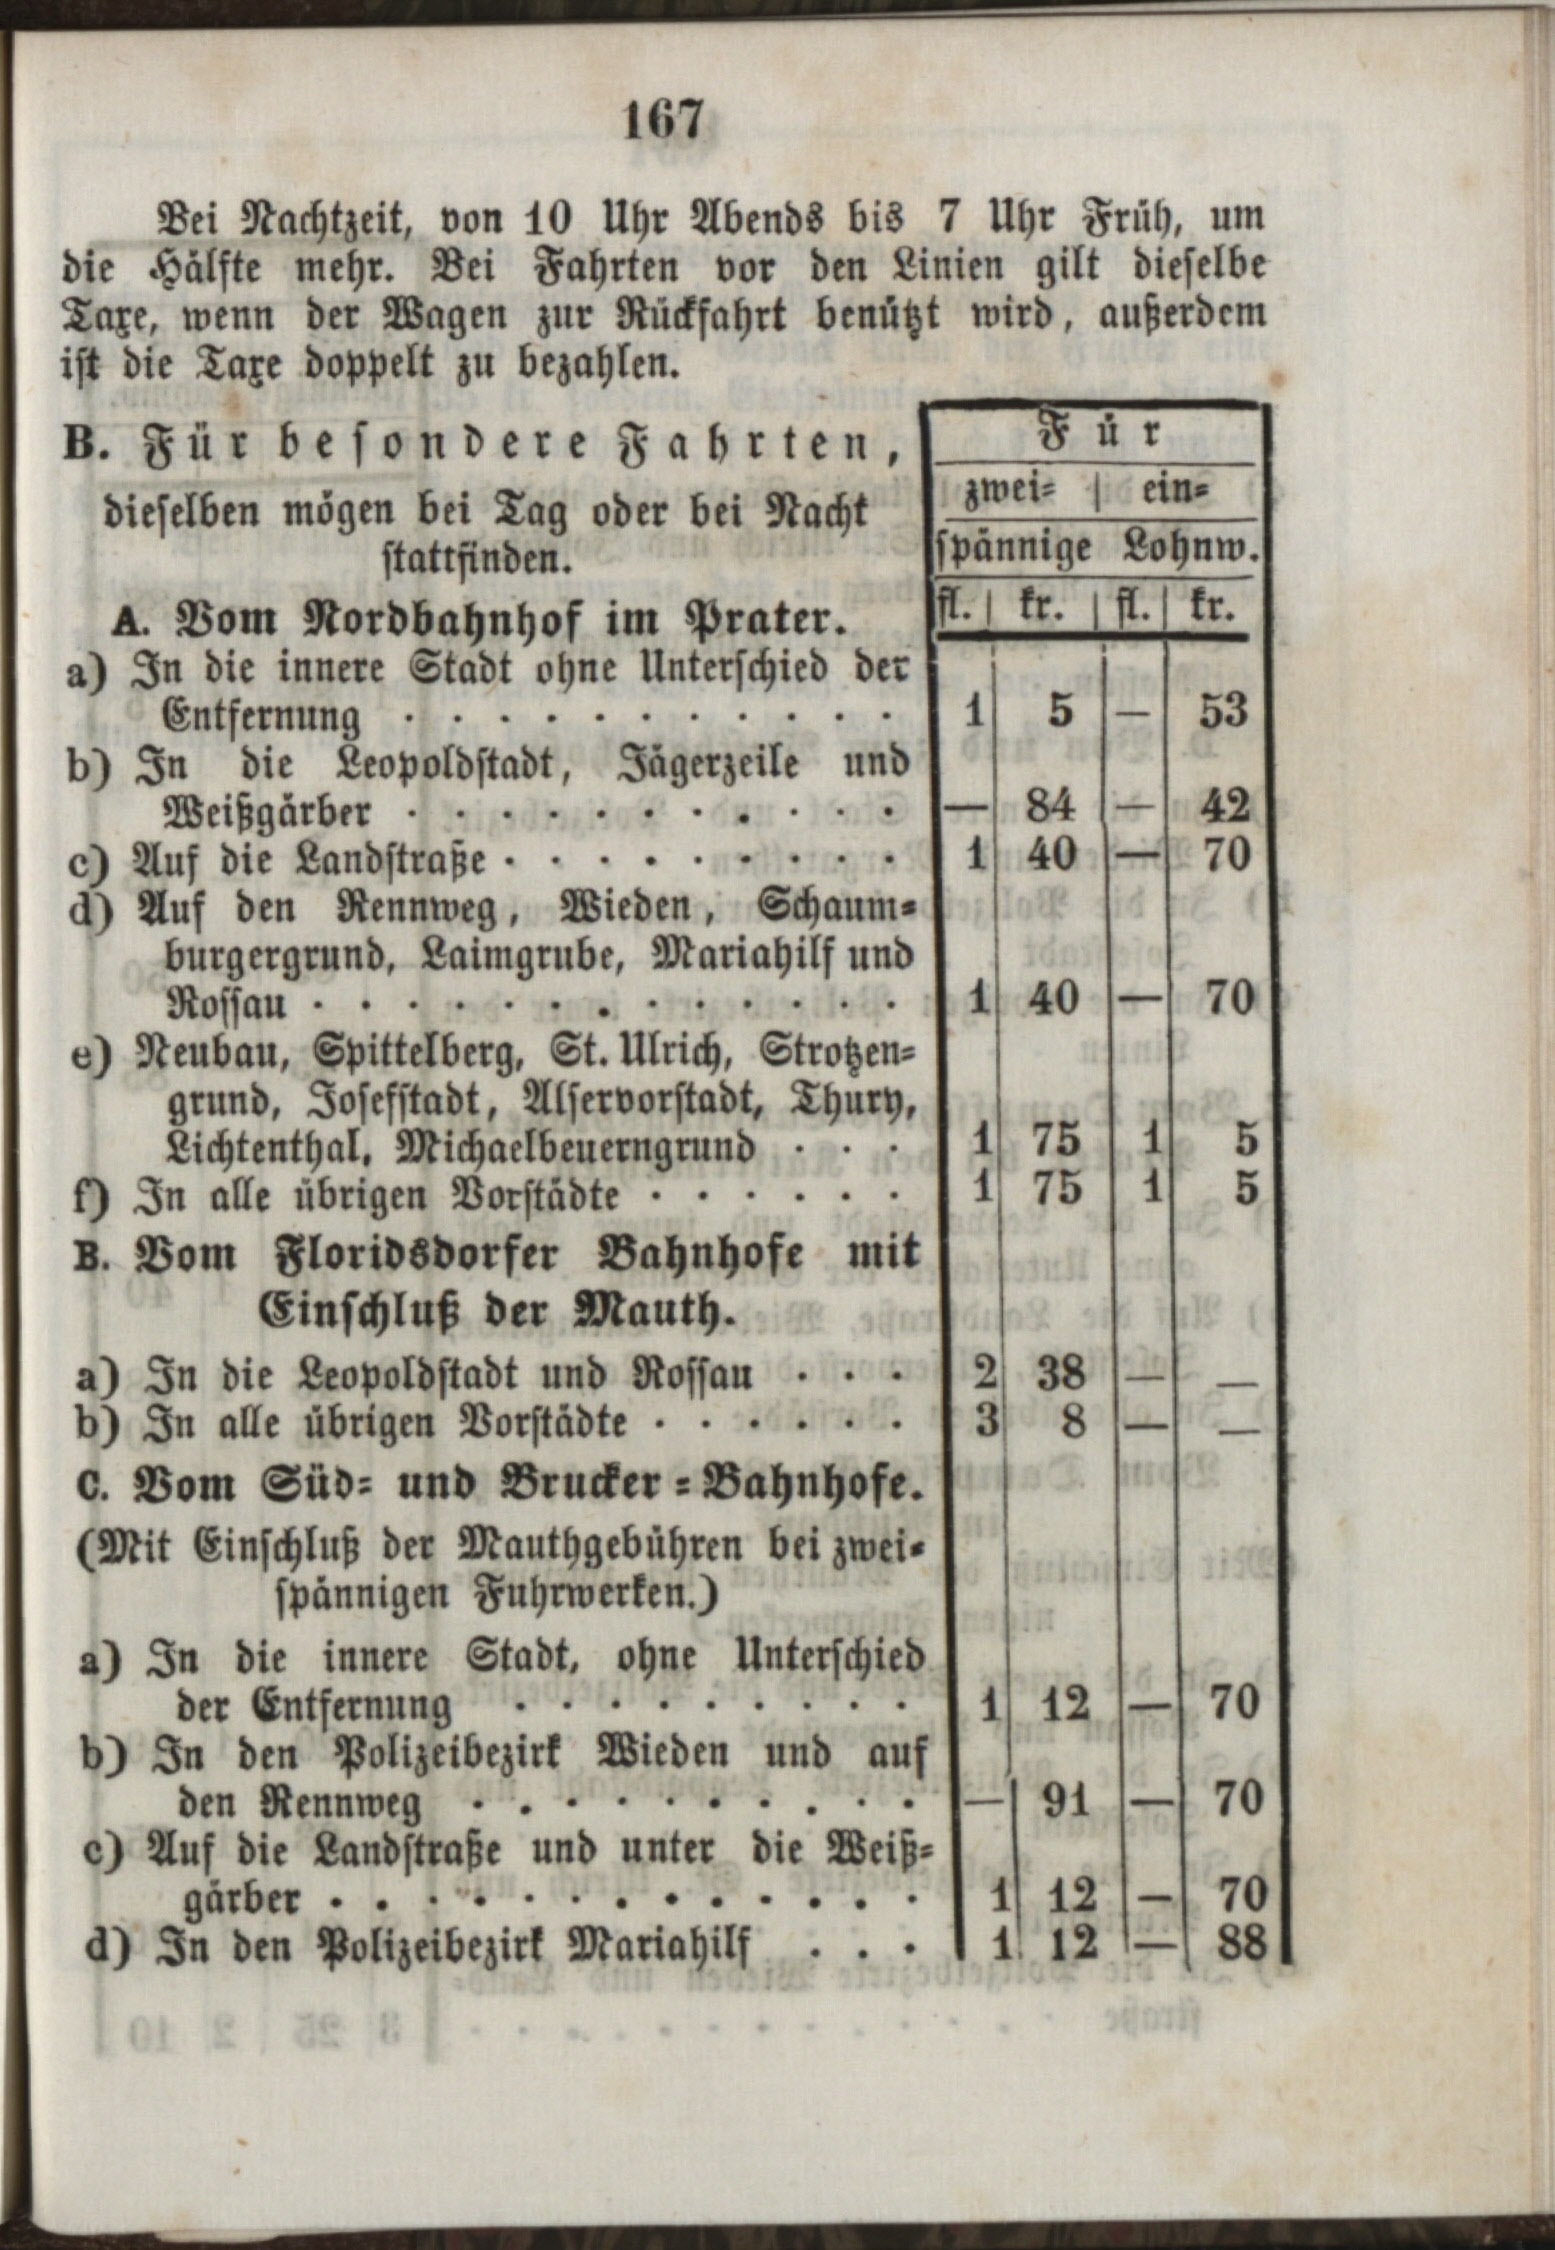 167
Bei Nachtzeit, von 10 Uhr Abends bis 7 Uhr Früh, um
die Hälfte mehr. Bei Fahrten vor den Linien gilt dieselbe
Taxe, wenn der Wagen zur Rückfahrt benützt wird, außerdem
ist die Taxe doppelt zu bezahlen.
B. Für besondere Fahrten,
dieselben mögen bei Tag oder bei Nacht
stattfinden.
Für
zwei= | ein=
spännige Lohnw.
fl. | kr. | fl. | kr.
A. Vom Nordbahnhof im Prater.
a) In die innere Stadt ohne Unterschied der
Entfernung . . . . . . . . . . . 1 5 — 53
b) In die Leopoldstadt, Jägerzeile und
Weißgärber . . . . . . . . . . . — 84 — 42
c) Auf die Landstraße . . . . . . . . . 1 40 — 70
d) Auf den Rennweg, Wieden, Schaum=
burgergrund, Laimgrube, Mariahilf und
Rossau . . . . . . . . . . . . . 1 40 — 70
e) Neubau, Spittelberg, St. Ulrich, Strotzen=
grund, Josefstadt, Alservorstadt, Thury,
Lichtenthal, Michaelbeuerngrund . . . 1 75 1 5
f) In alle übrigen Vorstädte . . . . . . 1 75 1 5
B. Vom Floridsdorfer Bahnhofe mit
Einschluß der Mauth.
a) In die Leopoldstadt und Rossau . . . 2 38 — —
b) In alle übrigen Vorstädte . . . . . . 3 8 — —
C. Vom Süd= und Brucker=Bahnhofe.
(Mit Einschluß der Mauthgebühren bei zwei=
spännigen Fuhrwerken.)
a) In die innere Stadt, ohne Unterschied
der Entfernung . . . . . . . . . 1 12 — 70
b) In den Polizeibezirk Wieden und auf
den Rennweg . . . . . . . . . . — 91 — 70
c) Auf die Landstraße und unter die Weiß=
gärber . . . . . . . . . . . . . 1 12 — 70
d) In den Polizeibezirk Mariahilf . . . 1 12 — 88